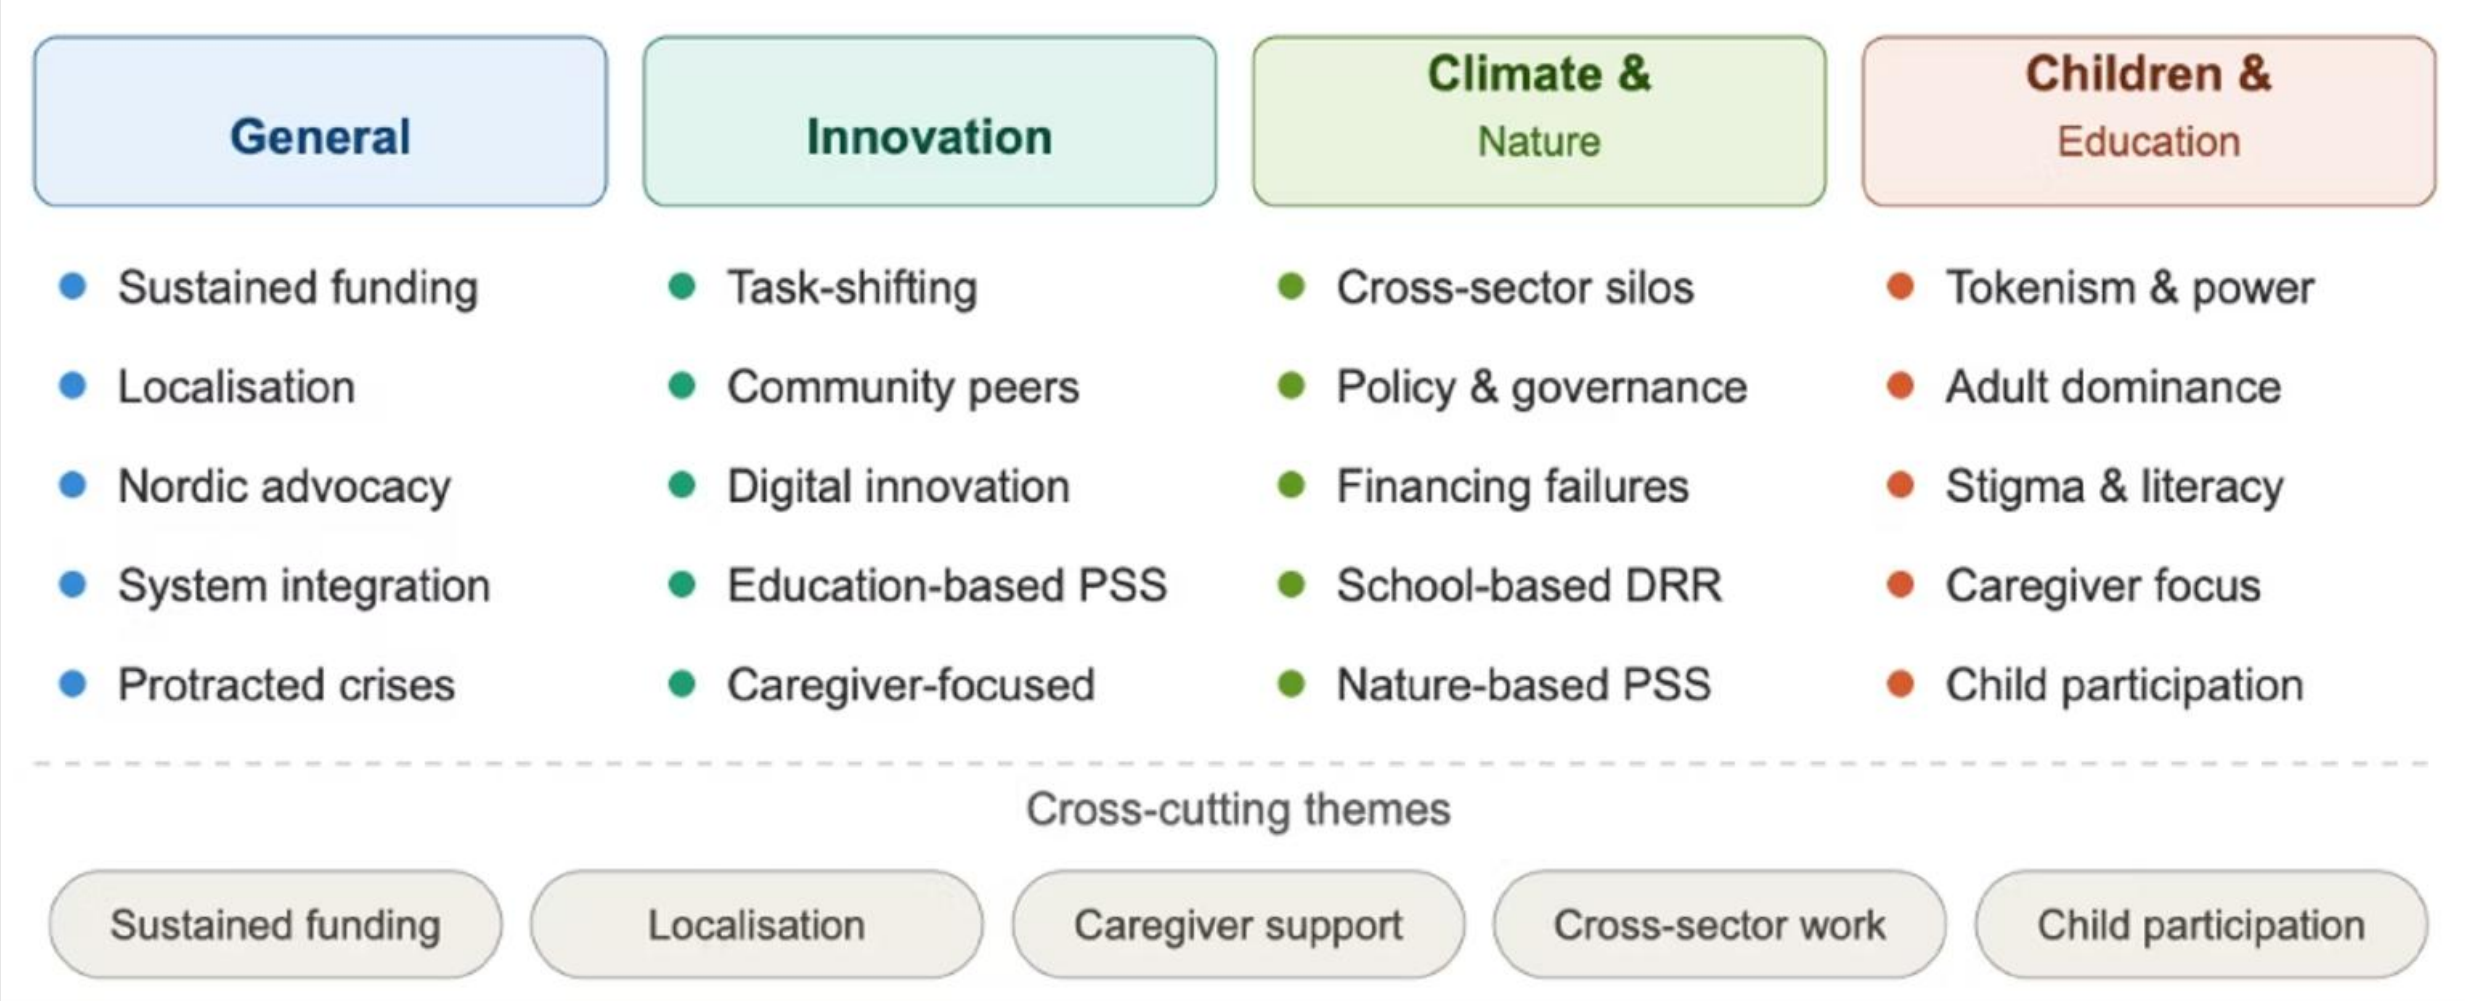 General
Innovation
Climate &
Nature
Children &
Education
Sustained funding
Localisation
Nordic advocacy
System integration
Protracted crises
Task-shifting
Community peers
Digital innovation
Education-based PSS
Caregiver-focused
Cross-sector silos
Policy & governance
Financing failures
School-based DRR
Nature-based PSS
Tokenism & power
Adult dominance
Stigma & literacy
Caregiver focus
Child participation
Cross-cutting themes
Sustained funding
Localisation
Caregiver support
Cross-sector work
Child participation